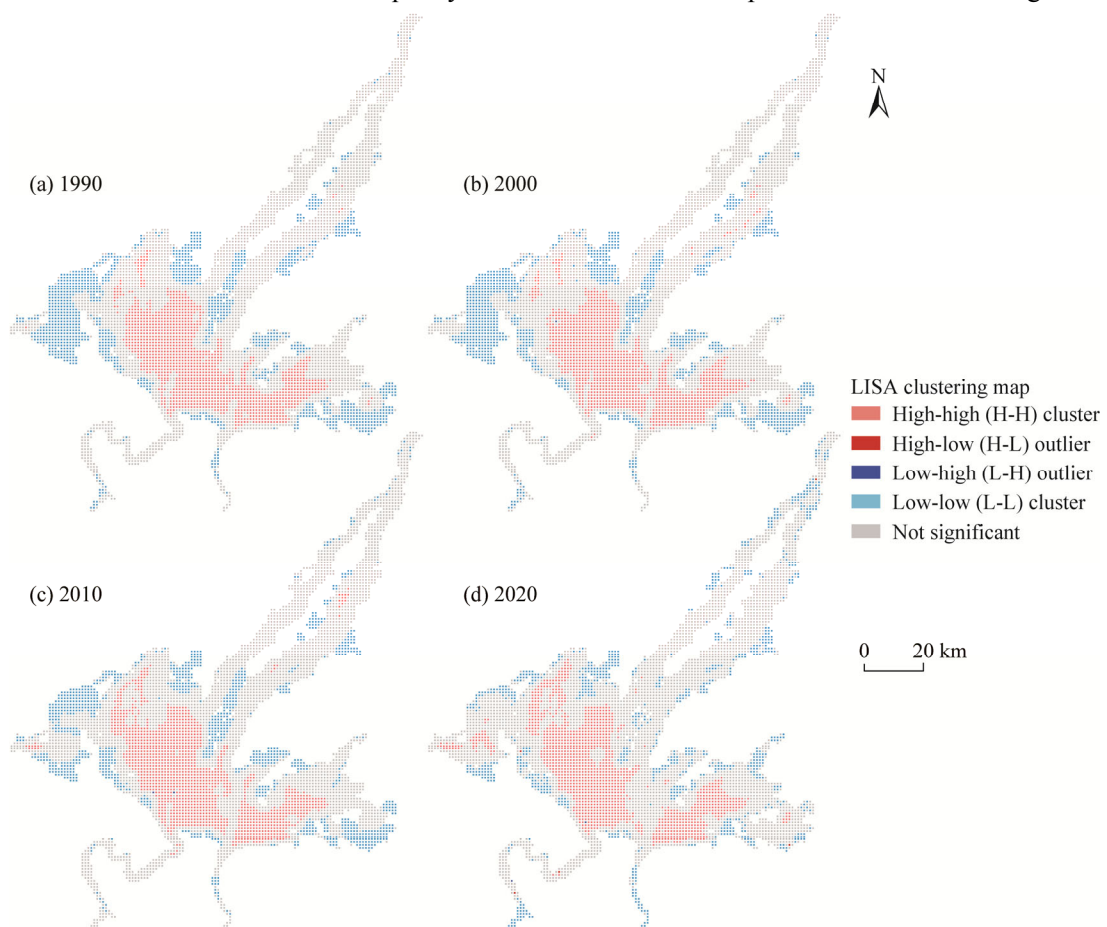 N
(a) 1990
(b) 2000
LISA clustering map
High-high (H-H) cluster
High-low (H-L) outlier
Low-high (L-H) outlier
Low-low (L-L) cluster
Not significant
(c) 2010
(d) 2020
0 20 km